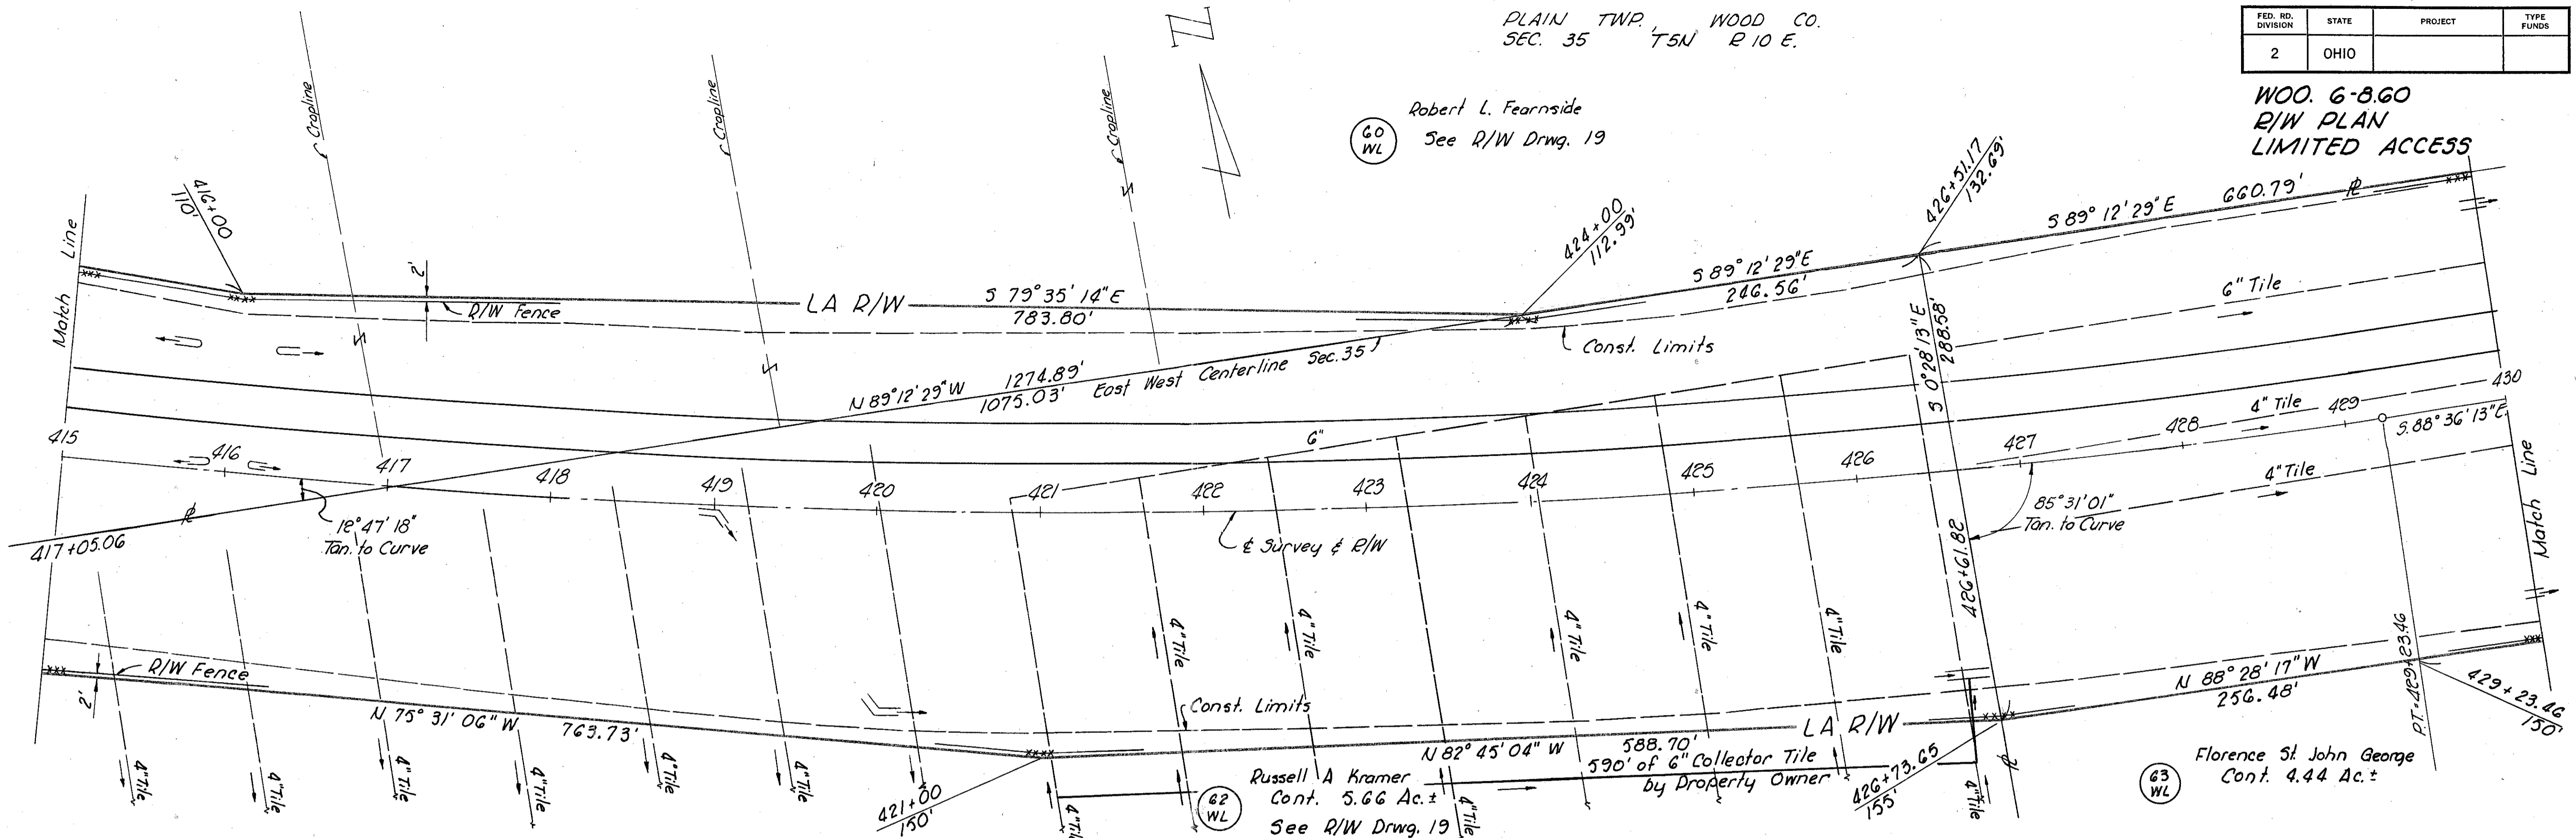 PLAIN TWP., WOOD CO.
SEC. 35 T5N R 10 E.
FED. RD. DIVISION STATE PROJECT TYPE FUNDS
2 OHIO
WOO. 6-8.60
R/W PLAN
LIMITED ACCESS
Robert L. Fearnside
60 WL
See R/W Drwg. 19
N
Cropline
Cropline
Cropline
416+00
110'
424+00
112.99'
426+51.17
132.69'
Match Line
2'
R/W Fence
LA R/W
S 79° 35' 14" E
783.80'
S 89° 12' 29" E
246.56'
S 89° 12' 29" E 660.79'
PL
Const. Limits
6" Tile
S 0° 28' 13" E
288.58'
N 89° 12' 29" W 1274.89'
1075.03' East West Centerline Sec. 35
6"
415
416
417
418
419
420
421
422
423
424
425
426
427
428
429
430
4" Tile
S. 88° 36' 13" E
4" Tile
PL
417+05.06
12° 47' 18"
Tan. to Curve
℄ Survey & R/W
85° 31' 01"
Tan. to Curve
426+61.82
Match Line
P.T. = 429+23.46
4" Tile
4" Tile
4" Tile
4" Tile
4" Tile
4" Tile
R/W Fence
2'
N 75° 31' 06" W 763.73'
Const. Limits
N 82° 45' 04" W 588.70'
LA R/W
N 88° 28' 17" W
256.48'
429+23.46
150'
421+00
150'
426+73.65
155'
590' of 6" Collector Tile
by Property Owner
4" Tile
4" Tile
4" Tile
4" Tile
4" Tile
4" Tile
4" Tile
4" Tile
4" Tile
4" Tile
PL
Russell A Kramer
62 WL
Cont. 5.66 Ac.±
See R/W Drwg. 19
Florence St. John George
63 WL
Cont. 4.44 Ac.±